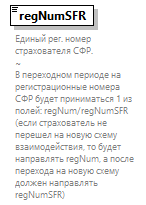 regNumSFR
Единый рег. номер
страхователя СФР.
~
В переходном периоде на
регистрационные номера
СФР будет приниматься 1 из
полей: regNum/regNumSFR
(если страхователь не
перешел на новую схему
взаимодействия, то будет
направлять regNum, а после
перехода на новую схему
должен направлять
regNumSFR)